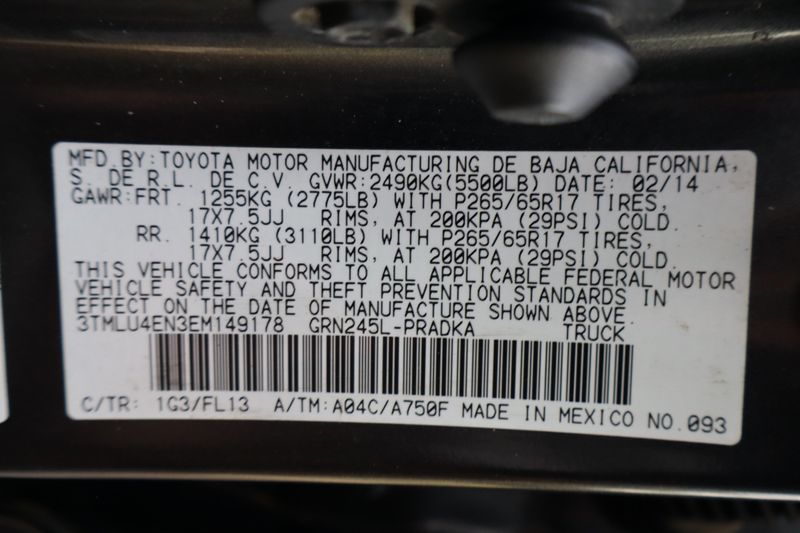 MFD. BY: TOYOTA MOTOR MANUFACTURING DE BAJA CALIFORNIA,
S. DE R.L. DE C.V. GVWR:2490KG(5500LB) DATE: 02/14
GAWR:FRT. 1255KG (2775LB) WITH P265/65R17 TIRES,
17X7.5JJ RIMS, AT 200KPA (29PSI) COLD.
RR. 1410KG (3110LB) WITH P265/65R17 TIRES,
17X7.5JJ RIMS, AT 200KPA (29PSI) COLD.
THIS VEHICLE CONFORMS TO ALL APPLICABLE FEDERAL MOTOR
VEHICLE SAFETY AND THEFT PREVENTION STANDARDS IN
EFFECT ON THE DATE OF MANUFACTURE SHOWN ABOVE.
3TMLU4EN3EM149178 GRN245L-PRADKA TRUCK
C/TR: 1G3/FL13 A/TM:A04C/A750F MADE IN MEXICO NO.093